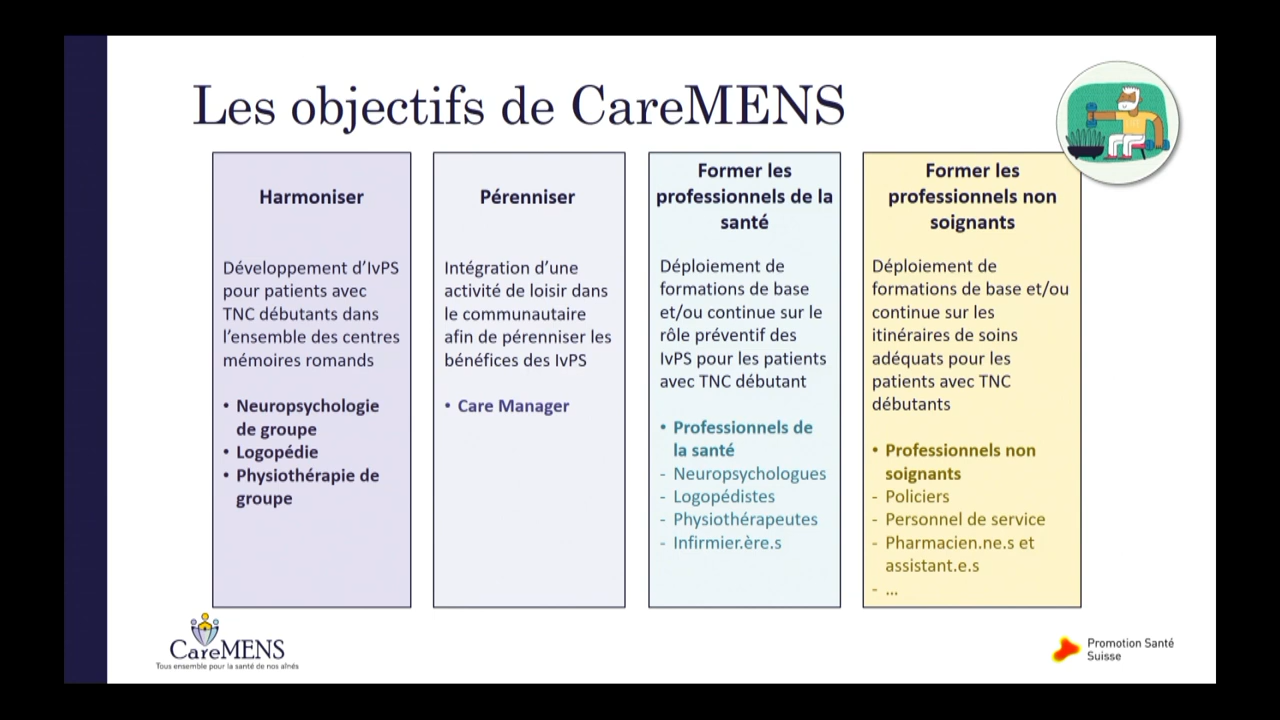 Les objectifs de CareMENS
Harmoniser
Développement d'IvPS
pour patients avec
TNC débutants dans
l'ensemble des centres
mémoires romands
• Neuropsychologie
de groupe
• Logopédie
• Physiothérapie de
groupe
Pérenniser
Intégration d'une
activité de loisir dans
le communautaire
afin de pérenniser les
bénéfices des IvPS
• Care Manager
Former les
professionnels de la
santé
Déploiement de
formations de base
et/ou continue sur le
rôle préventif des
IvPS pour les patients
avec TNC débutant
• Professionnels de
la santé
- Neuropsychologues
- Logopédistes
- Physiothérapeutes
- Infirmier.ère.s
Former les
professionnels non
soignants
Déploiement de
formations de base et/ou
continue sur les
itinéraires de soins
adéquats pour les
patients avec TNC
débutants
• Professionnels non
soignants
- Policiers
- Personnel de service
- Pharmacien.ne.s et
assistant.e.s
- ...
CareMENS
Tous ensemble pour la santé de nos aînés
Promotion Santé
Suisse